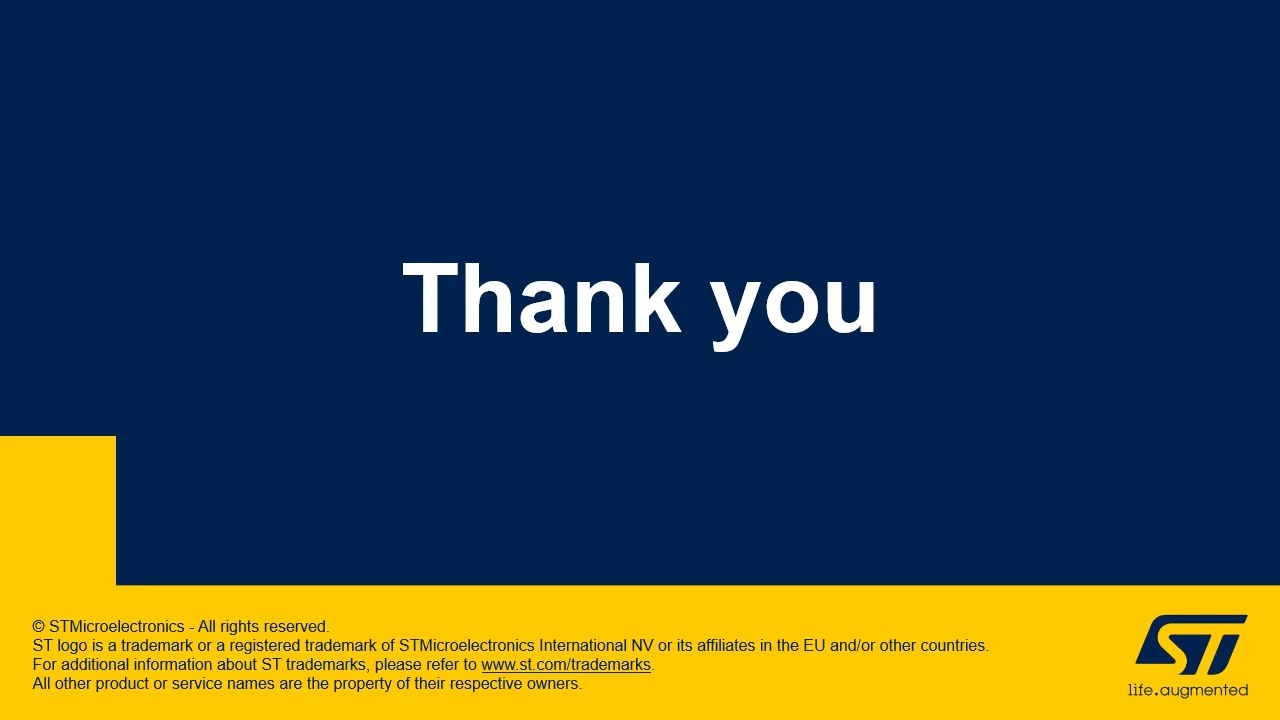 Thank you
© STMicroelectronics - All rights reserved.
ST logo is a trademark or a registered trademark of STMicroelectronics International NV or its affiliates in the EU and/or other countries.
For additional information about ST trademarks, please refer to www.st.com/trademarks.
All other product or service names are the property of their respective owners.
ST
life.augmented